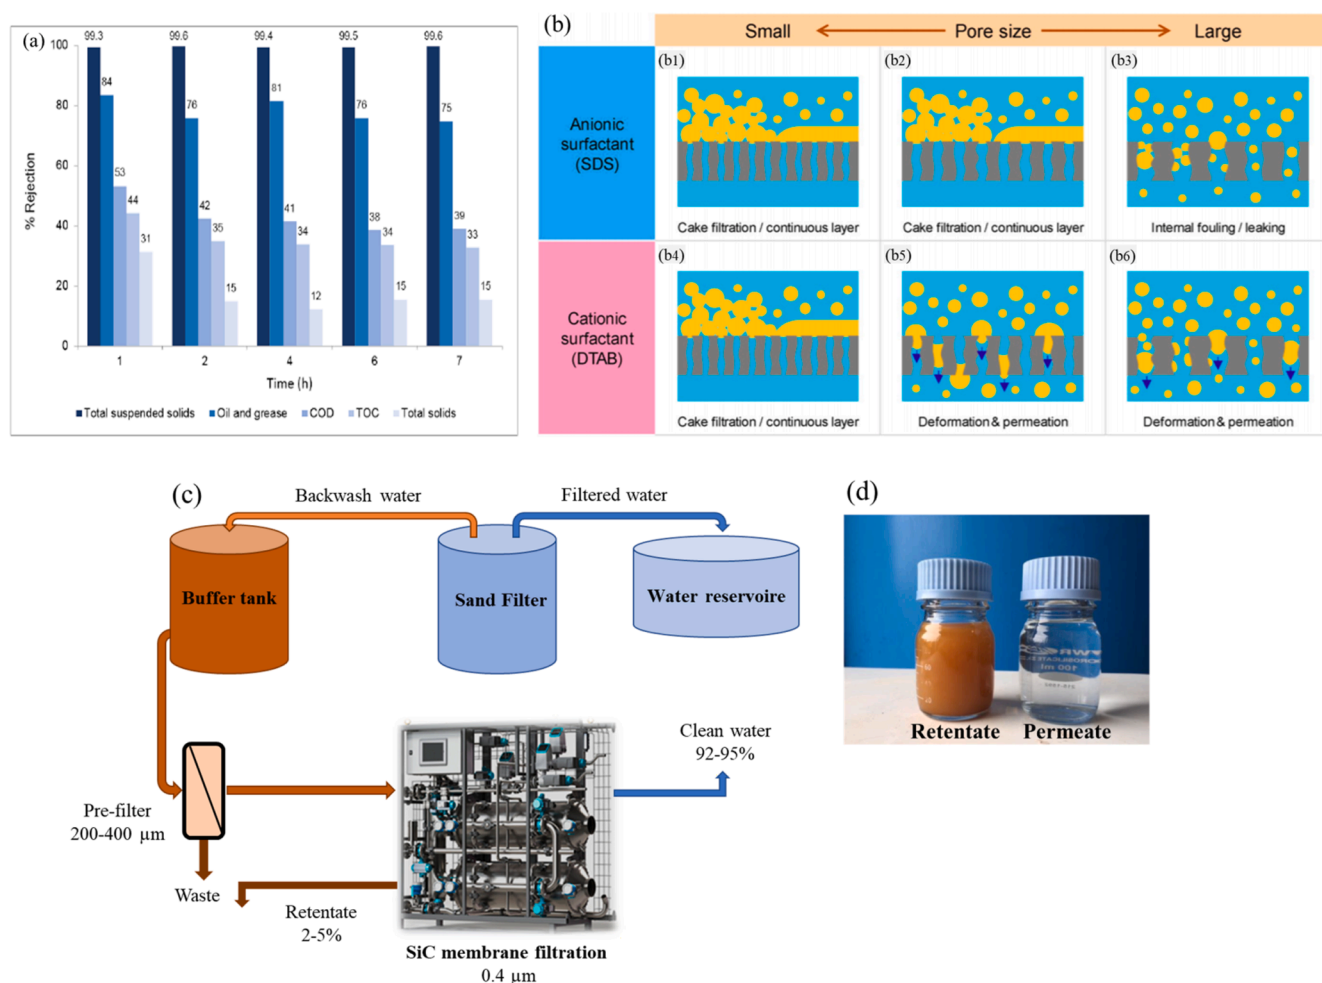 (a)
99.3
99.6
99.4
99.5
99.6
100
84
76
81
76
75
80
60
53
44
42
35
41
34
38
34
39
33
40
31
20
15
12
15
15
0
% Rejection
1
2
4
6
7
Time (h)
Total suspended solids
Oil and grease
COD
TOC
Total solids
(b)
Small
Pore size
Large
Anionic
surfactant
(SDS)
(b1)
Cake filtration / continuous layer
(b2)
Cake filtration / continuous layer
(b3)
Internal fouling / leaking
Cationic
surfactant
(DTAB)
(b4)
Cake filtration / continuous layer
(b5)
Deformation & permeation
(b6)
Deformation & permeation
(c)
Backwash water
Filtered water
Buffer tank
Sand Filter
Water reservoire
Pre-filter
200-400 µm
Waste
Retentate
2-5%
SiC membrane filtration
0.4 µm
Clean water
92-95%
(d)
100 ml
Retentate
Permeate